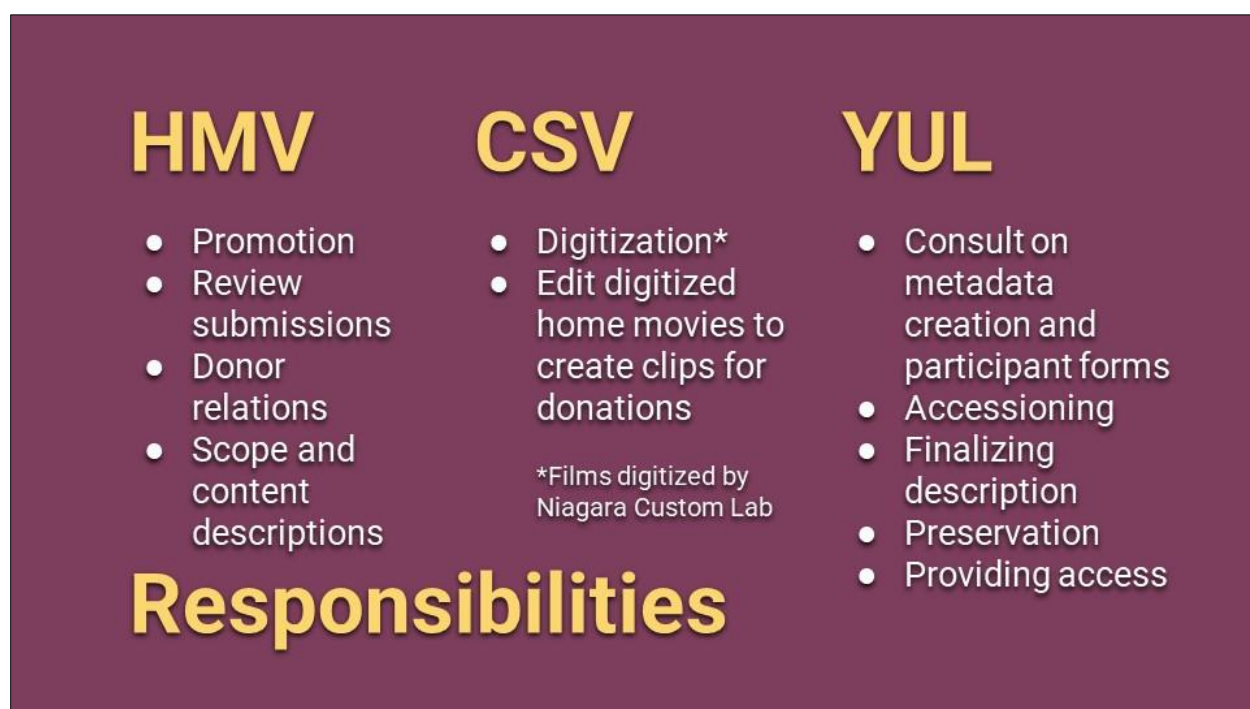 HMV
● Promotion
● Review
submissions
● Donor
relations
● Scope and
content
descriptions
CSV
● Digitization*
● Edit digitized
home movies to
create clips for
donations
*Films digitized by
Niagara Custom Lab
YUL
● Consult on
metadata
creation and
participant forms
● Accessioning
● Finalizing
description
● Preservation
● Providing access
Responsibilities